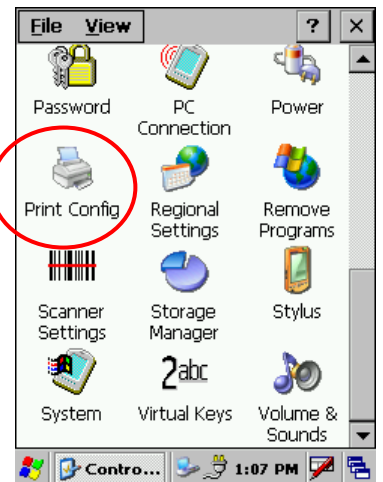 File View ? ×
Password PC Connection Power
Print Config Regional Settings Remove Programs
Scanner Settings Storage Manager Stylus
2abc
System Virtual Keys Volume & Sounds
Contro... 1:07 PM